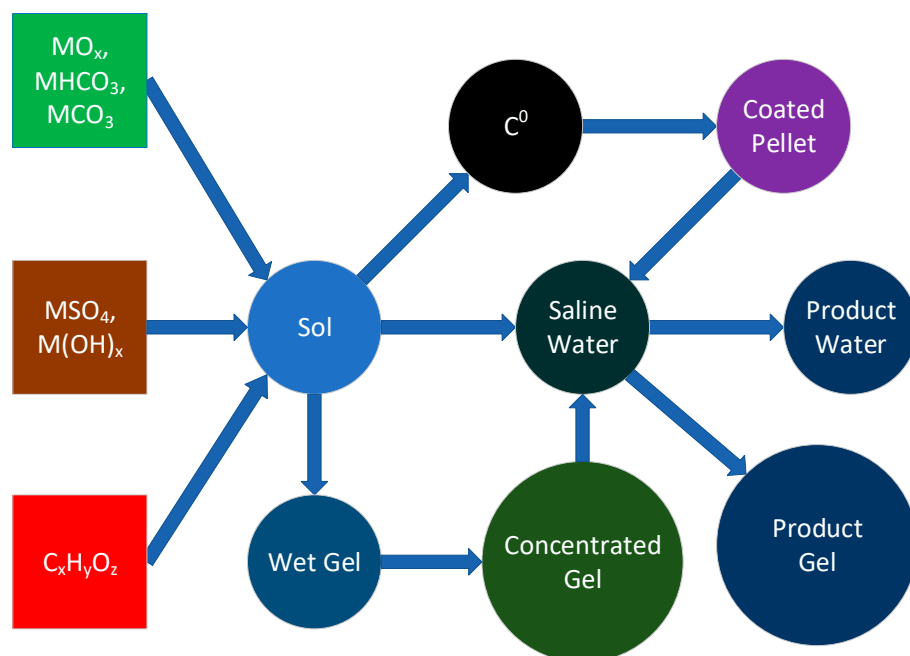 MOₓ,
MHCO₃,
MCO₃
C⁰
Coated
Pellet
MSO₄,
M(OH)ₓ
Sol
Saline
Water
Product
Water
CₓHᵧO𝓏
Wet Gel
Concentrated
Gel
Product
Gel